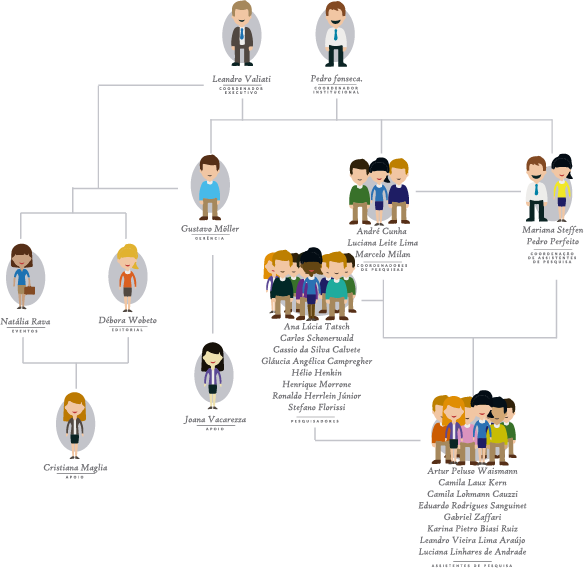 Leandro Valiati
COORDENADOR
EXECUTIVO
Pedro fonseca.
COORDENADOR
INSTITUCIONAL
Gustavo Möller
GERÊNCIA
André Cunha
Luciana Leite Lima
Marcelo Milan
COORDENADORES
DE PESQUISAS
Mariana Steffen
Pedro Perfeito
COORDENAÇÃO
DE ASSISTENTES
DE PESQUISA
Natália Rava
EVENTOS
Débora Wobeto
EDITORIAL
Ana Lúcia Tatsch
Carlos Schonerwald
Cassio da Silva Calvete
Gláucia Angélica Campregher
Hélio Henkin
Henrique Morrone
Ronaldo Herrlein Júnior
Stefano Florissi
PESQUISADORES
Joana Vacarezza
APOIO
Cristiana Maglia
APOIO
Artur Peluso Waismann
Camila Laux Kern
Camila Lohmann Cauzzi
Eduardo Rodrigues Sanguinet
Gabriel Zaffari
Karina Pietro Biasi Ruiz
Leandro Vieira Lima Araújo
Luciana Linhares de Andrade
ASSISTENTES DE PESQUISA